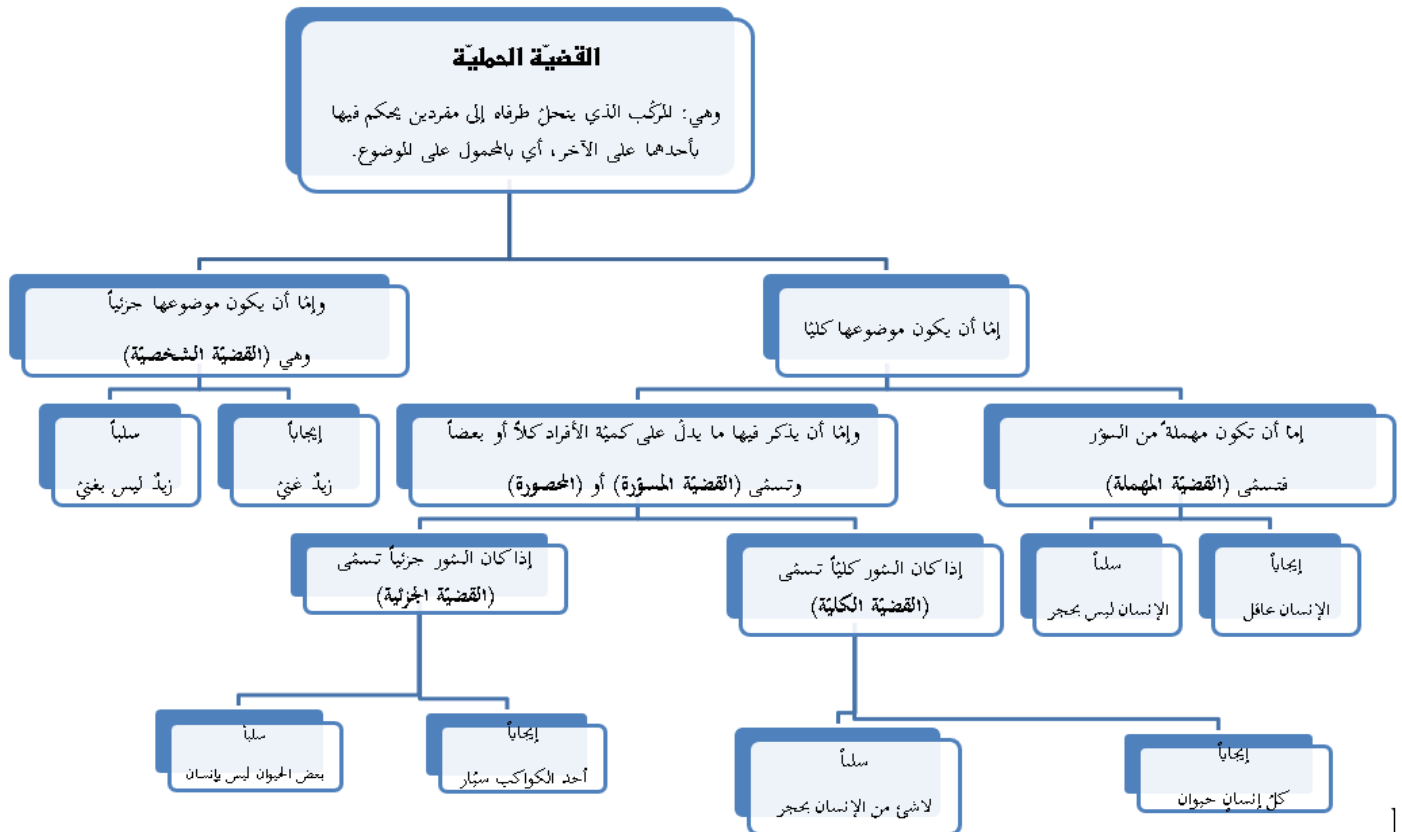 القضيّة الحمليّة
وهي: المركّب الذي ينحلّ طرفاه إلى مفردين يحكم فيها
بأحدهما على الآخر، أي بالمحمول على الموضوع.
إمّا أن يكون موضوعها كليّا
وإمّا أن يكون موضوعها جزئياً
وهي (القضيّة الشخصيّة)
إمّا أن تكون مهملةً من السوّر
فتسمّى (القضيّة المهملة)
وإمّا أن يذكر فيها ما يدلّ على كميّة الأفراد كلاً أو بعضاً
وتسمّى (القضيّة المسوّرة) أو (المحصورة)
إيجاباً
زيدٌ غنيّ
سلباً
زيدٌ ليس بغنيّ
إيجاباً
الإنسان عاقل
سلباً
الإنسان ليس بحجر
إذا كان السّور كليّاً تسمّى
(القضيّة الكليّة)
إذا كان السّور جزئياً تسمّى
(القضيّة الجزئية)
إيجاباً
كلّ إنسانٍ حيوان
سلباً
لاشئ من الإنسان بحجر
إيجاباً
أحد الكواكب سيّار
سلباً
بعض الحيوان ليس بإنسان
1